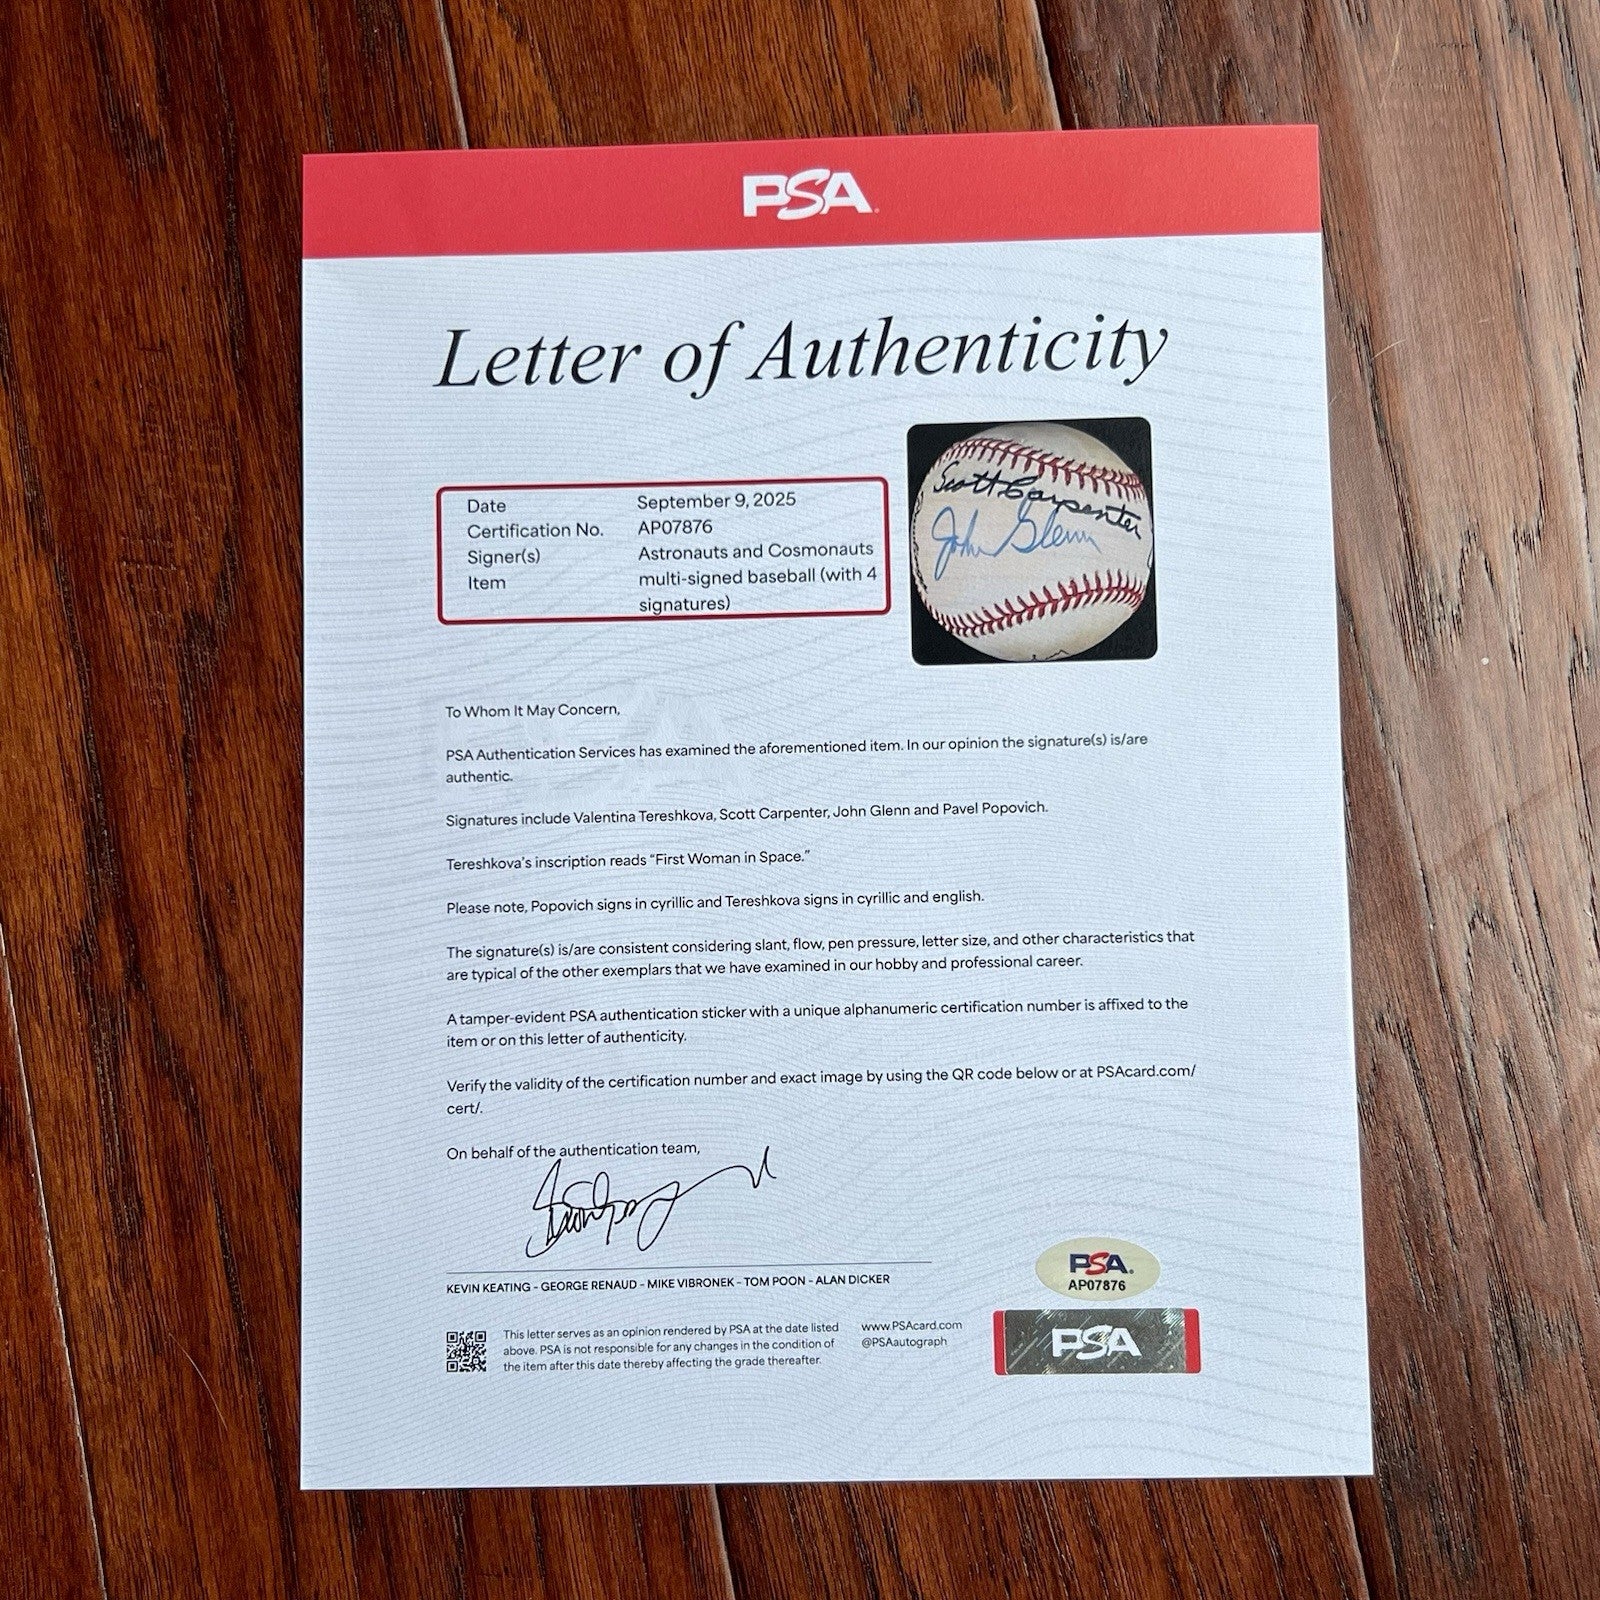 PSA
Letter of Authenticity
Date September 9, 2025
Certification No. AP07876
Signer(s) Astronauts and Cosmonauts
Item multi-signed baseball (with 4
signatures)
Scott Carpenter
John Glenn
To Whom It May Concern,
PSA Authentication Services has examined the aforementioned item. In our opinion the signature(s) is/are
authentic.
Signatures include Valentina Tereshkova, Scott Carpenter, John Glenn and Pavel Popovich.
Tereshkova's inscription reads “First Woman in Space.”
Please note, Popovich signs in cyrillic and Tereshkova signs in cyrillic and english.
The signature(s) is/are consistent considering slant, flow, pen pressure, letter size, and other characteristics that
are typical of the other exemplars that we have examined in our hobby and professional career.
A tamper-evident PSA authentication sticker with a unique alphanumeric certification number is affixed to the
item or on this letter of authenticity.
Verify the validity of the certification number and exact image by using the QR code below or at PSAcard.com/
cert/.
On behalf of the authentication team,
KEVIN KEATING - GEORGE RENAUD - MIKE VIBRONEK - TOM POON - ALAN DICKER
This letter serves as an opinion rendered by PSA at the date listed
above. PSA is not responsible for any changes in the condition of
the item after this date thereby affecting the grade thereafter.
www.PSAcard.com
@PSAautograph
PSA
AP07876
PSA